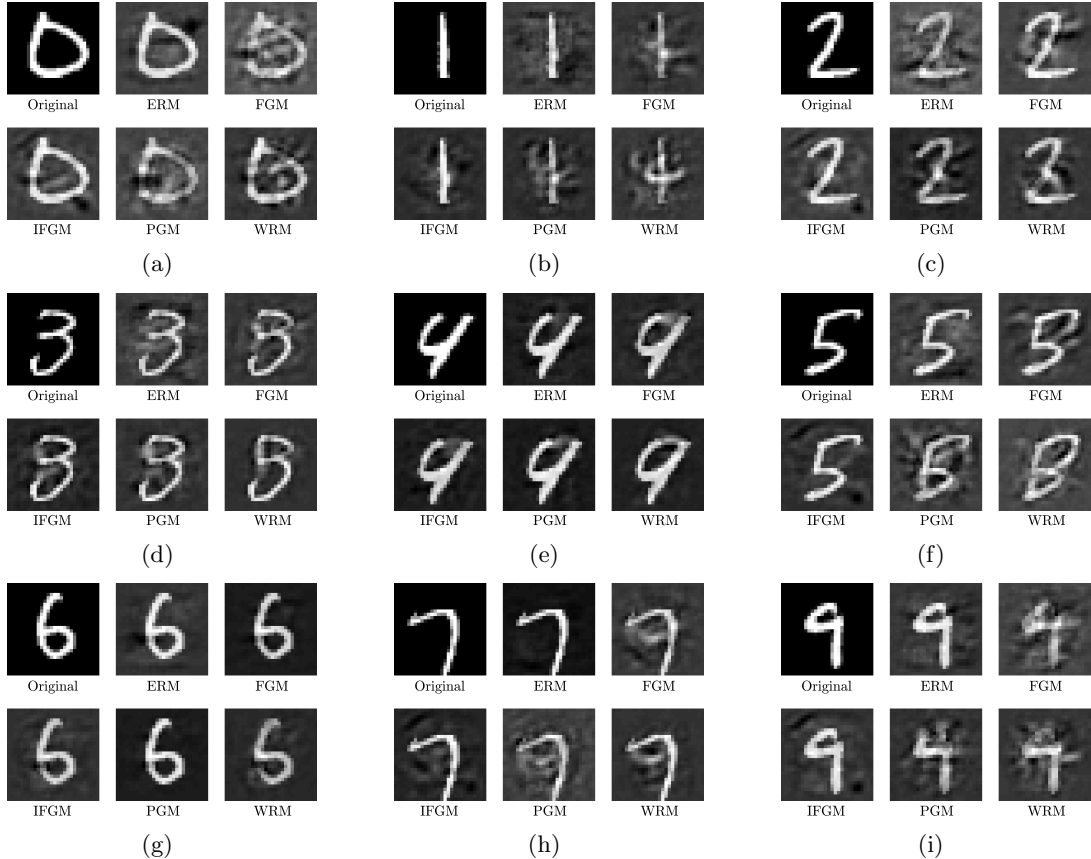 Original ERM FGM
IFGM PGM WRM
(a)
Original ERM FGM
IFGM PGM WRM
(b)
Original ERM FGM
IFGM PGM WRM
(c)
Original ERM FGM
IFGM PGM WRM
(d)
Original ERM FGM
IFGM PGM WRM
(e)
Original ERM FGM
IFGM PGM WRM
(f)
Original ERM FGM
IFGM PGM WRM
(g)
Original ERM FGM
IFGM PGM WRM
(h)
Original ERM FGM
IFGM PGM WRM
(i)